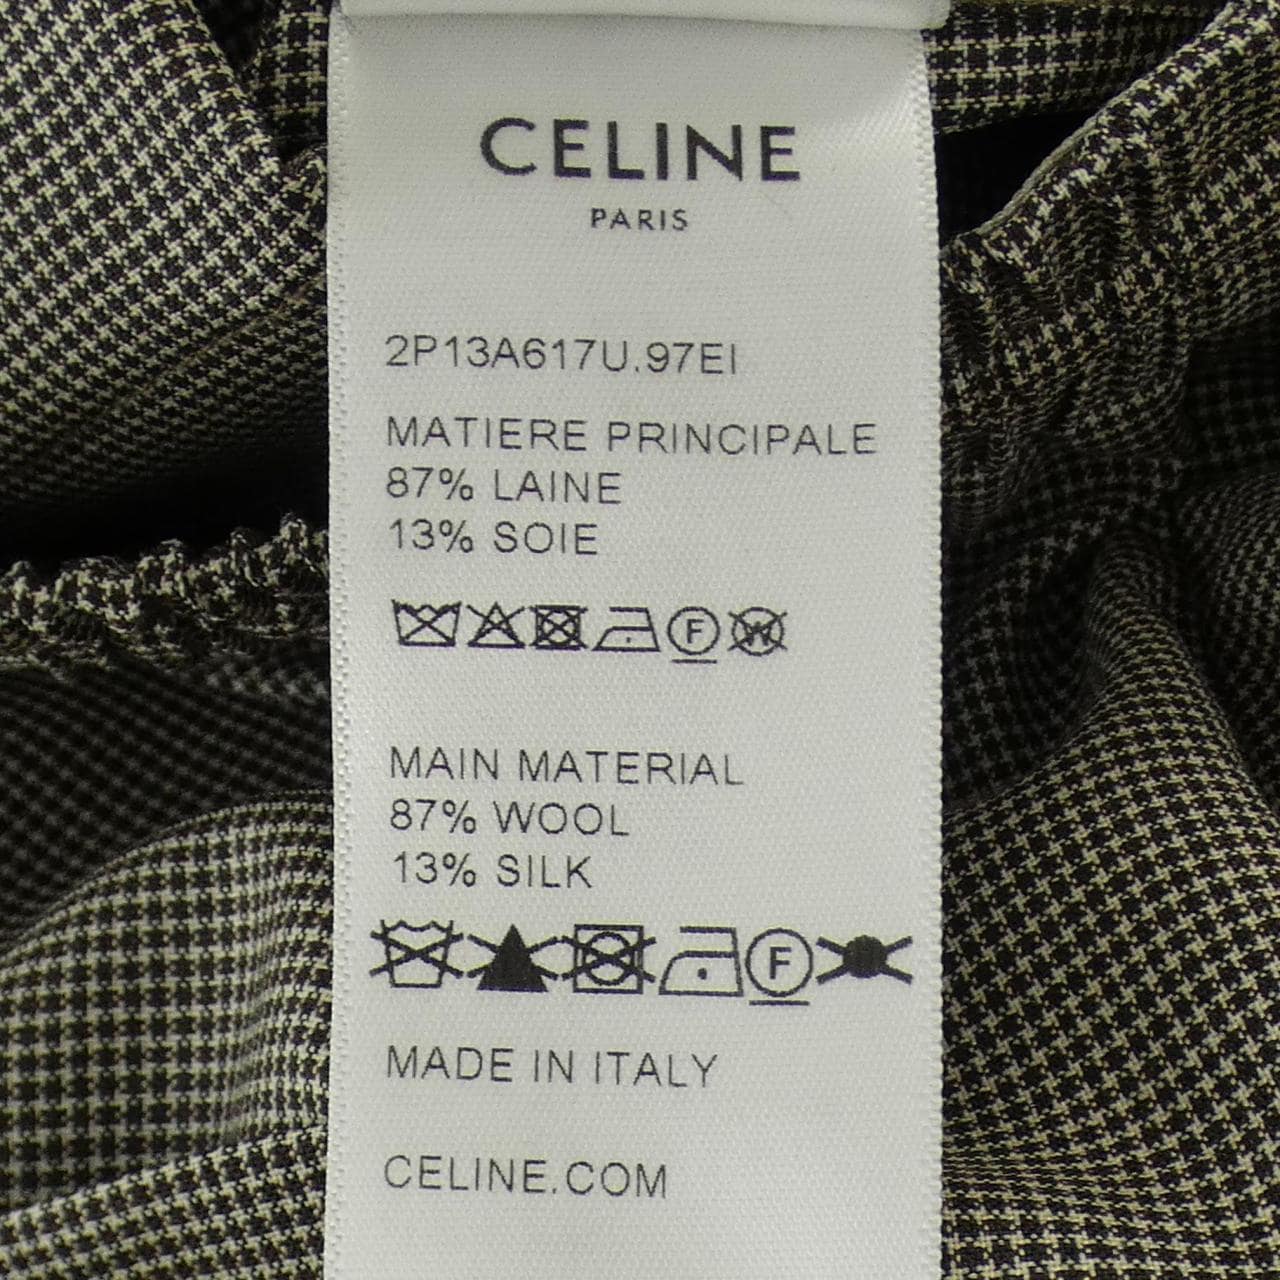 CELINE
PARIS
2P13A617U.97EI
MATIERE PRINCIPALE
87% LAINE
13% SOIE
F W
MAIN MATERIAL
87% WOOL
13% SILK
F
MADE IN ITALY
CELINE.COM